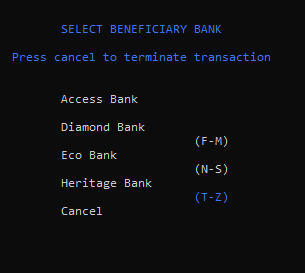 SELECT BENEFICIARY BANK
Press cancel to terminate transaction
Access Bank
Diamond Bank
(F-M)
Eco Bank
(N-S)
Heritage Bank
(T-Z)
Cancel